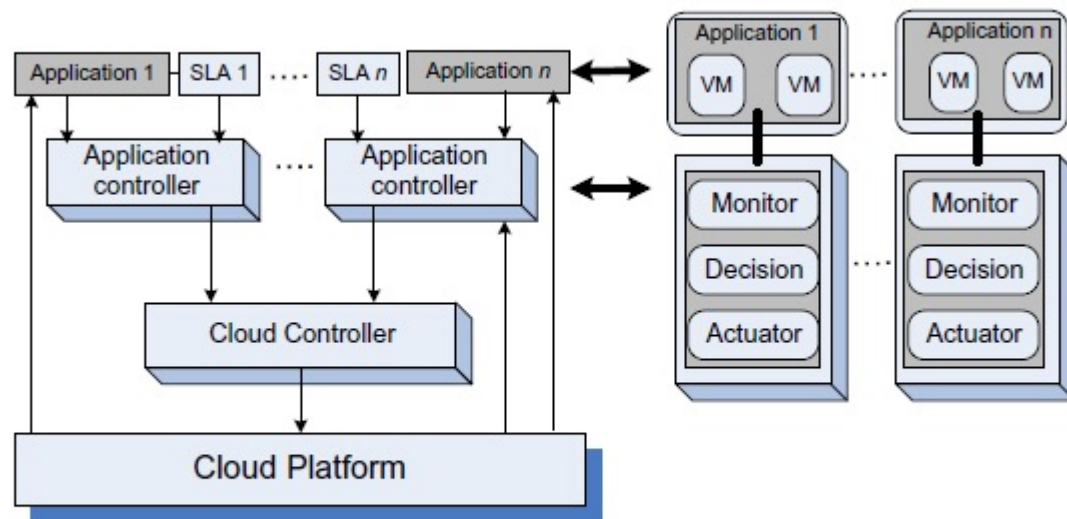 Application 1
SLA 1
....
SLA n
Application n
Application
controller
....
Application
controller
Cloud Controller
Cloud Platform
Application 1
VM
VM
....
Application n
VM
VM
Monitor
Decision
Actuator
....
Monitor
Decision
Actuator